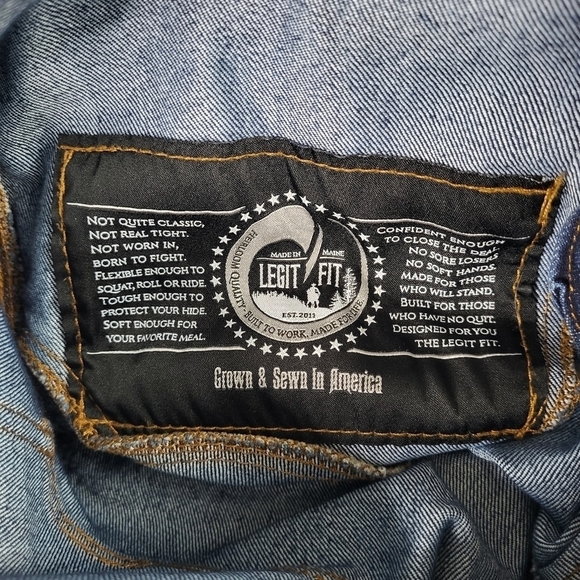 NOT QUITE CLASSIC,
NOT REAL TIGHT.
NOT WORN IN,
BORN TO FIGHT.
FLEXIBLE ENOUGH TO
SQUAT, ROLL OR RIDE.
TOUGH ENOUGH TO
PROTECT YOUR HIDE.
SOFT ENOUGH FOR
YOUR FAVORITE MEAL.
HEIRLOOM QUALITY - BUILT TO WORK, MADE FOR LIFE
MADE IN MAINE
LEGIT FIT
EST. 2011
CONFIDENT ENOUGH
TO CLOSE THE DEAL.
NO SORE LOSERS
NO SOFT HANDS.
MADE FOR THOSE
WHO WILL STAND.
BUILT FOR THOSE
WHO HAVE NO QUIT.
DESIGNED FOR YOU
THE LEGIT FIT.
Grown & Sewn In America